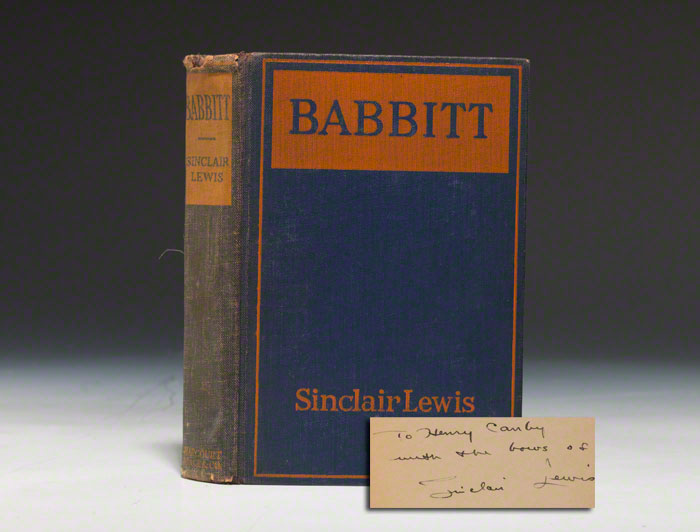 BABBITT
SINCLAIR
LEWIS
BABBITT
Sinclair Lewis
To Henry Canby
with the bows of
Sinclair Lewis